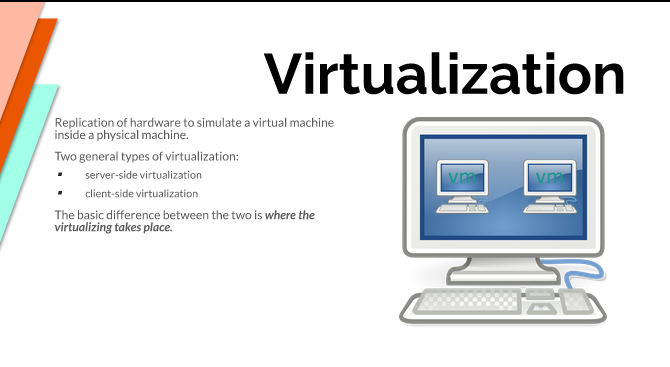 Virtualization
Replication of hardware to simulate a virtual machine
inside a physical machine.
Two general types of virtualization:
server-side virtualization
client-side virtualization
The basic difference between the two is where the
virtualizing takes place.
vm vm